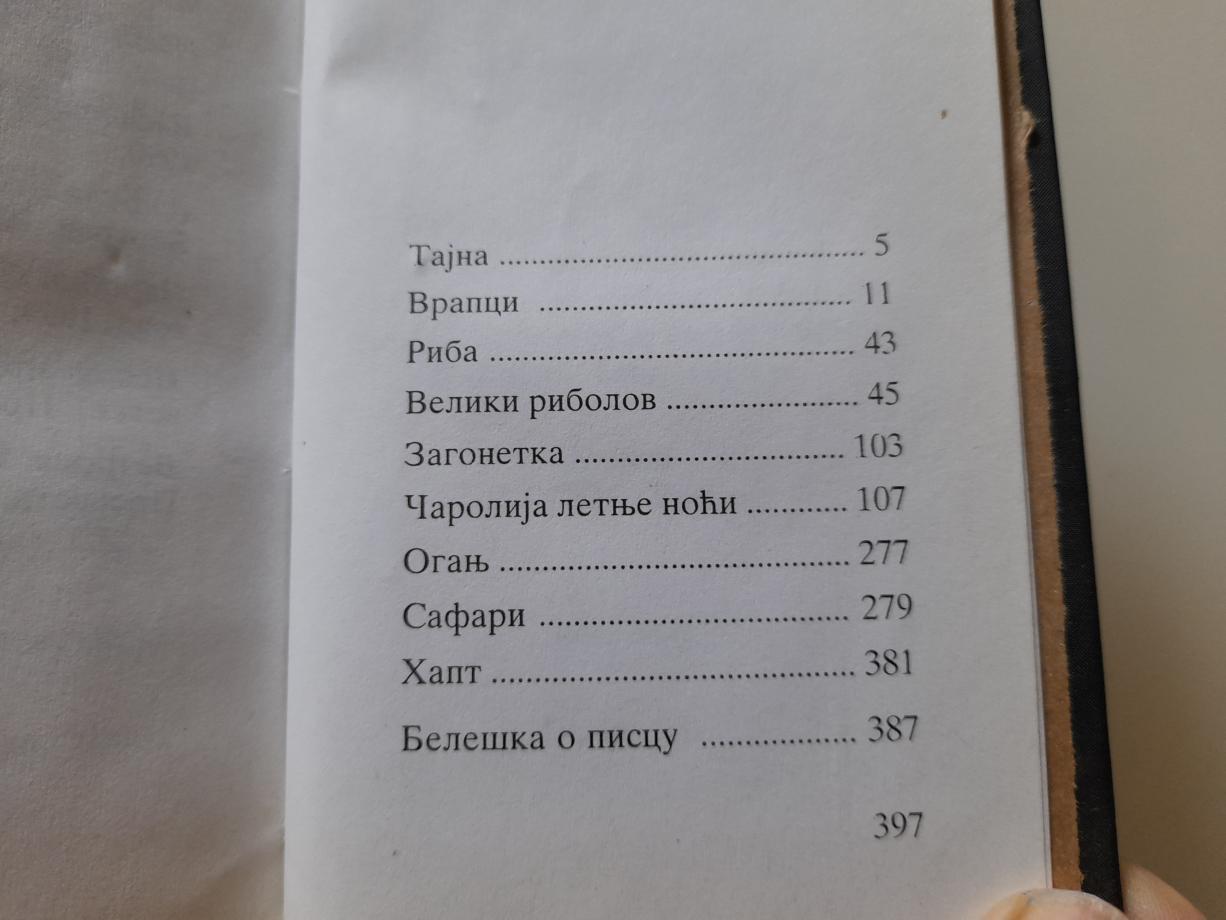 Тајна ............................................. 5
Врапци ...................................... 11
Риба ............................................ 43
Велики риболов ....................... 45
Загонетка ................................ 103
Чаролија летње ноћи ............ 107
Огањ ......................................... 277
Сафари .................................... 279
Хапт .......................................... 381
Белешка о писцу .................. 387
397